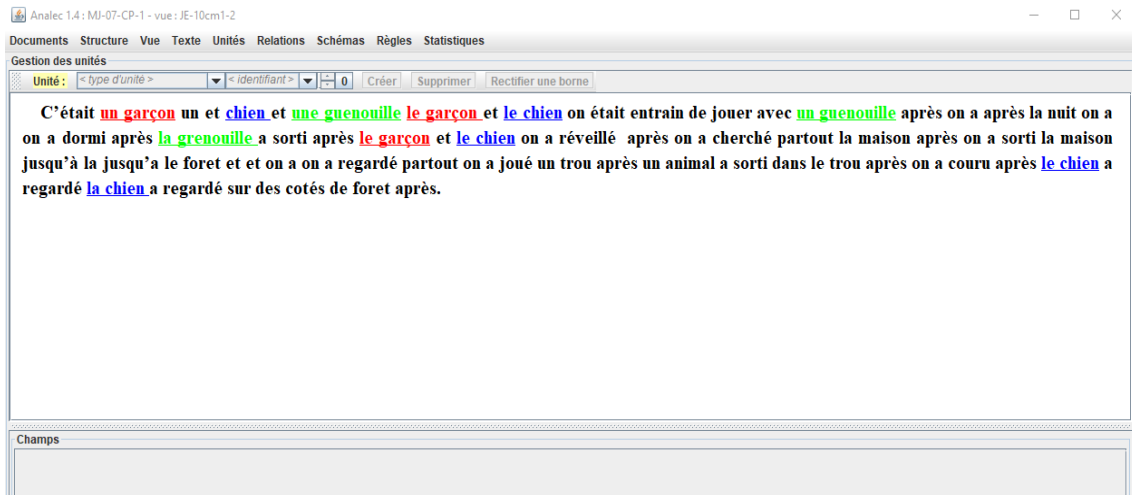 Analec 1.4 : MJ-07-CP-1 - vue : JE-10cm1-2
Documents Structure Vue Texte Unités Relations Schémas Règles Statistiques
Gestion des unités
Unité : < type d'unité > < identifiant > 0 Créer Supprimer Rectifier une borne
C’était un garçon un et chien et une guenouille le garçon et le chien on était entrain de jouer avec un guenouille après on a après la nuit on a
on a dormi après la grenouille a sorti après le garçon et le chien on a réveillé après on a cherché partout la maison après on a sorti la maison
jusqu’à la jusqu’a le foret et et on a on a regardé partout on a joué un trou après un animal a sorti dans le trou après on a couru après le chien a
regardé la chien a regardé sur des cotés de foret après.
Champs